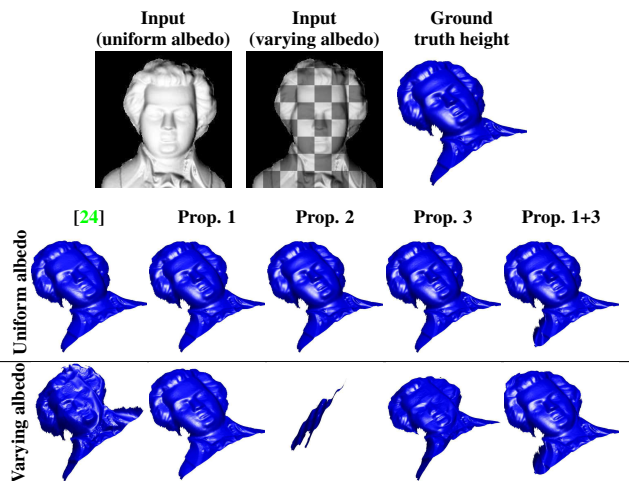 Input
(uniform albedo)
Input
(varying albedo)
Ground
truth height
[24]
Prop. 1
Prop. 2
Prop. 3
Prop. 1+3
Uniform albedo
Varying albedo